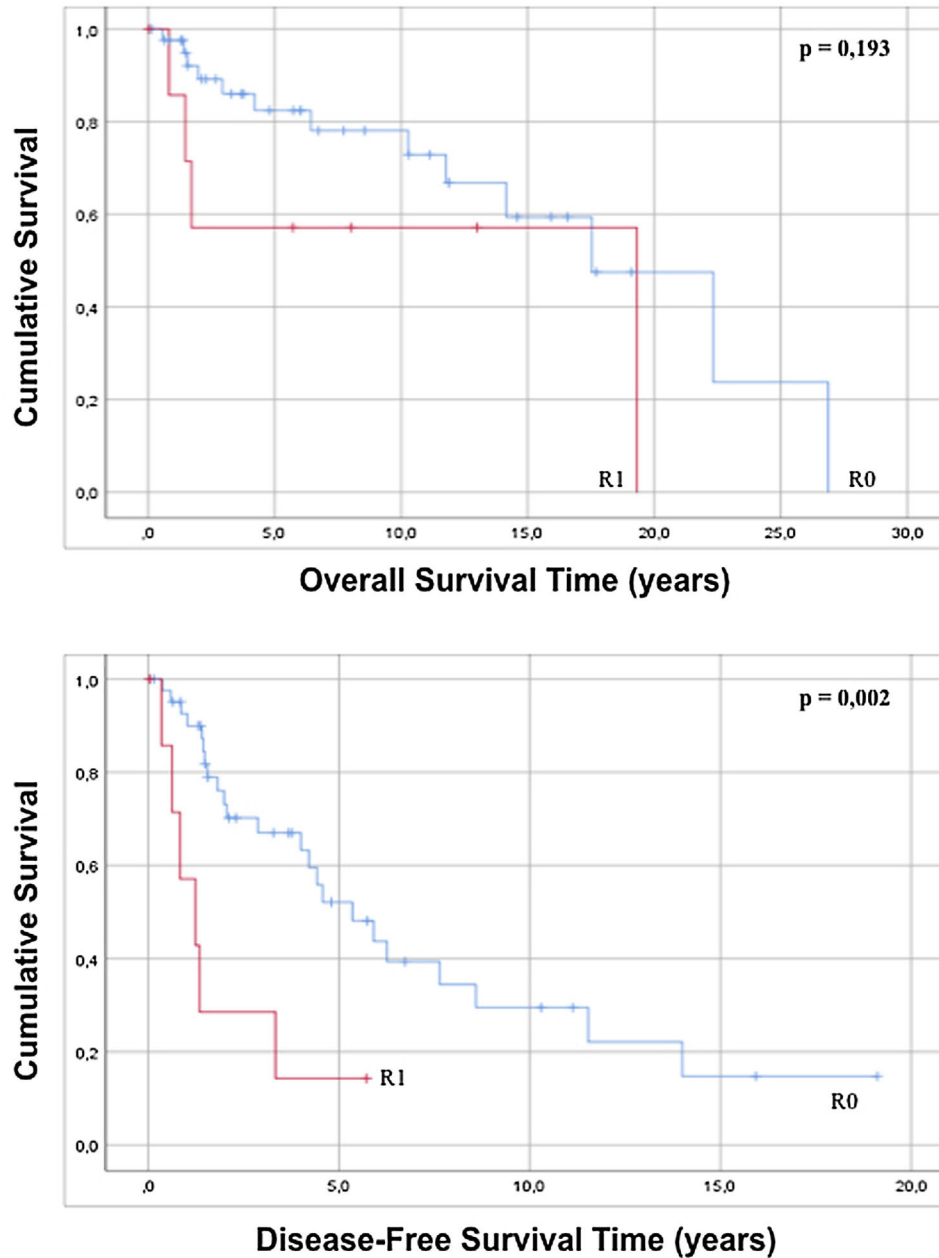 p = 0,193
Cumulative Survival
1,0
0,8
0,6
0,4
0,2
0,0
R1
R0
,0 5,0 10,0 15,0 20,0 25,0 30,0
Overall Survival Time (years)
p = 0,002
Cumulative Survival
1,0
0,8
0,6
0,4
0,2
0,0
R1
R0
,0 5,0 10,0 15,0 20,0
Disease-Free Survival Time (years)